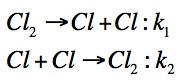 Cl₂ → Cl + Cl : k₁
Cl + Cl → Cl₂ : k₂